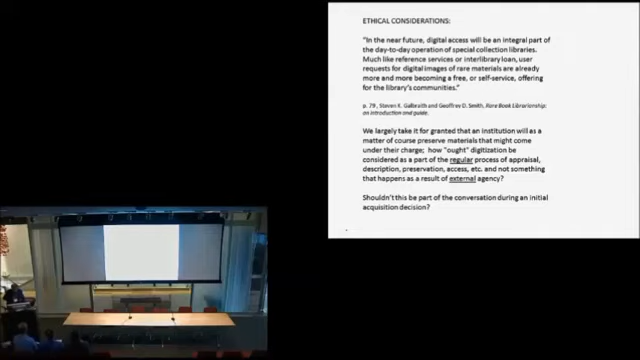 ETHICAL CONSIDERATIONS:
"In the near future, digital access will be an integral part of
the day-to-day operation of special collection libraries.
Much like reference services or interlibrary loan, user
requests for digital images of rare materials are already
more and more becoming a free, or self-service, offering
for the library's communities."
p. 79 , Steven K. Galbraith and Geoffrey D. Smith, Rare Book Librarianship:
an introduction and guide.
We largely take it for granted that an institution will as a
matter of course preserve materials that might come
under their charge; how "ought" digitization be
considered as a part of the regular process of appraisal,
description, preservation, access, etc. and not something
that happens as a result of external agency?
Shouldn't this be part of the conversation during an initial
acquisition decision?